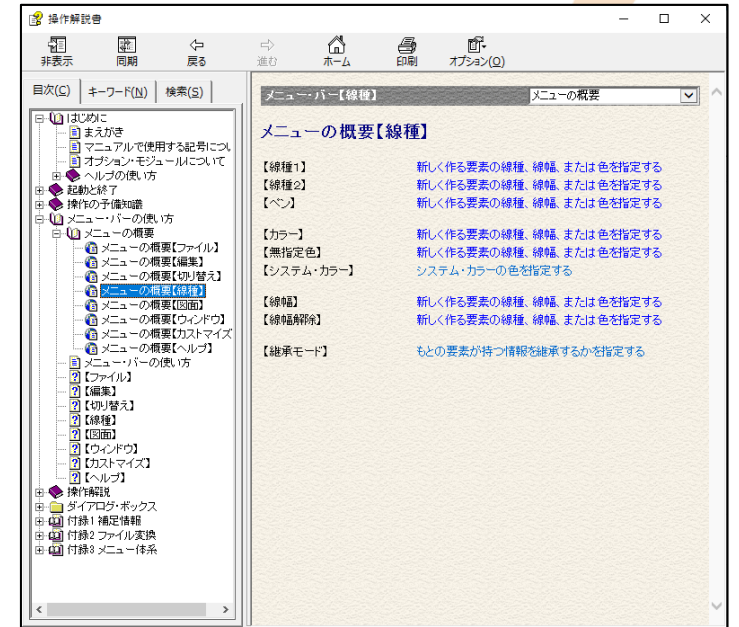 操作解説書
非表示 同期 戻る 進む ホーム 印刷 オプション(O)
目次(C) キーワード(N) 検索(S)
はじめに
まえがき
マニュアルで使用する記号につい
オプション・モジュールについて
ヘルプの使い方
起動と終了
操作の予備知識
メニュー・バーの使い方
メニューの概要
メニューの概要【ファイル】
メニューの概要【編集】
メニューの概要【切り替え】
メニューの概要【線種】
メニューの概要【図面】
メニューの概要【ウィンドウ】
メニューの概要【カストマイズ
メニューの概要【ヘルプ】
メニュー・バーの使い方
【ファイル】
【編集】
【切り替え】
【線種】
【図面】
【ウィンドウ】
【カストマイズ】
【ヘルプ】
操作解説
ダイアログ・ボックス
付録1 補足情報
付録2 ファイル変換
付録3 メニュー体系
メニュー・バー【線種】 メニューの概要
メニューの概要【線種】
【線種1】 新しく作る要素の線種、線幅、または色を指定する
【線種2】 新しく作る要素の線種、線幅、または色を指定する
【ペン】 新しく作る要素の線種、線幅、または色を指定する
【カラー】 新しく作る要素の線種、線幅、または色を指定する
【無指定色】 新しく作る要素の線種、線幅、または色を指定する
【システム・カラー】 システム・カラーの色を指定する
【線幅】 新しく作る要素の線種、線幅、または色を指定する
【線幅解除】 新しく作る要素の線種、線幅、または色を指定する
【継承モード】 もとの要素が持つ情報を継承するかを指定する